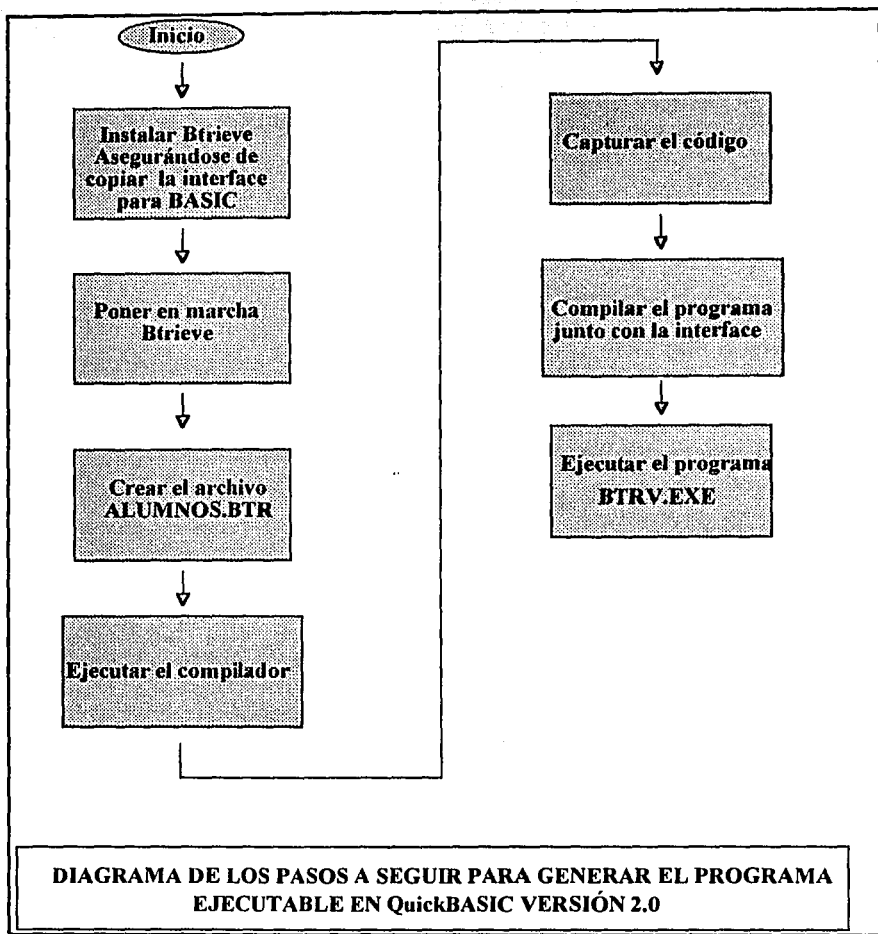 Inicio
Instalar Btrieve
Asegurándose de
copiar la interface
para BASIC
Poner en marcha
Btrieve
Crear el archivo
ALUMNOS.BTR
Ejecutar el compilador
Capturar el código
Compilar el programa
junto con la interface
Ejecutar el programa
BTRV.EXE
DIAGRAMA DE LOS PASOS A SEGUIR PARA GENERAR EL PROGRAMA
EJECUTABLE EN QuickBASIC VERSIÓN 2.0